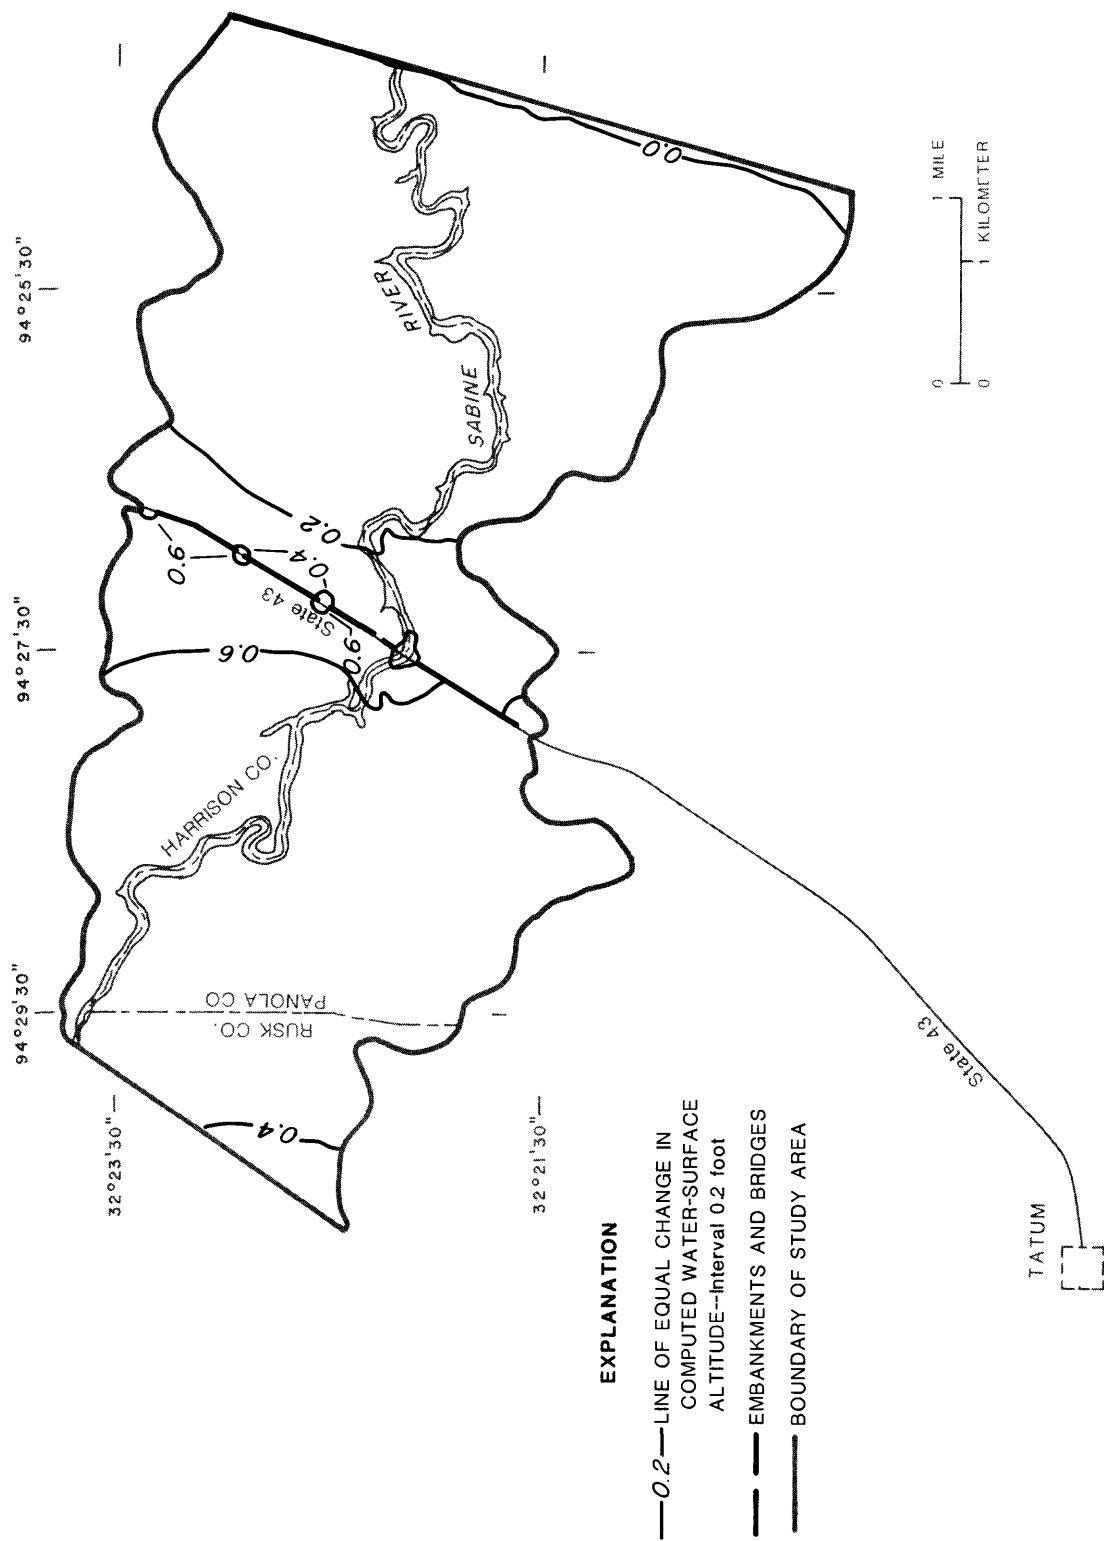 94°29'30"
94°27'30"
94°25'30"
32°23'30"
32°21'30"
RUSK CO.
PANOLA CO
HARRISON CO.
SABINE
RIVER
State 43
State 43
TATUM
0.4
0.6
0.6
0.6
0.4
0.2
0.0
0 1 MILE
0 1 KILOMETER
EXPLANATION
0.2 LINE OF EQUAL CHANGE IN
COMPUTED WATER-SURFACE
ALTITUDE--Interval 0.2 foot
EMBANKMENTS AND BRIDGES
BOUNDARY OF STUDY AREA